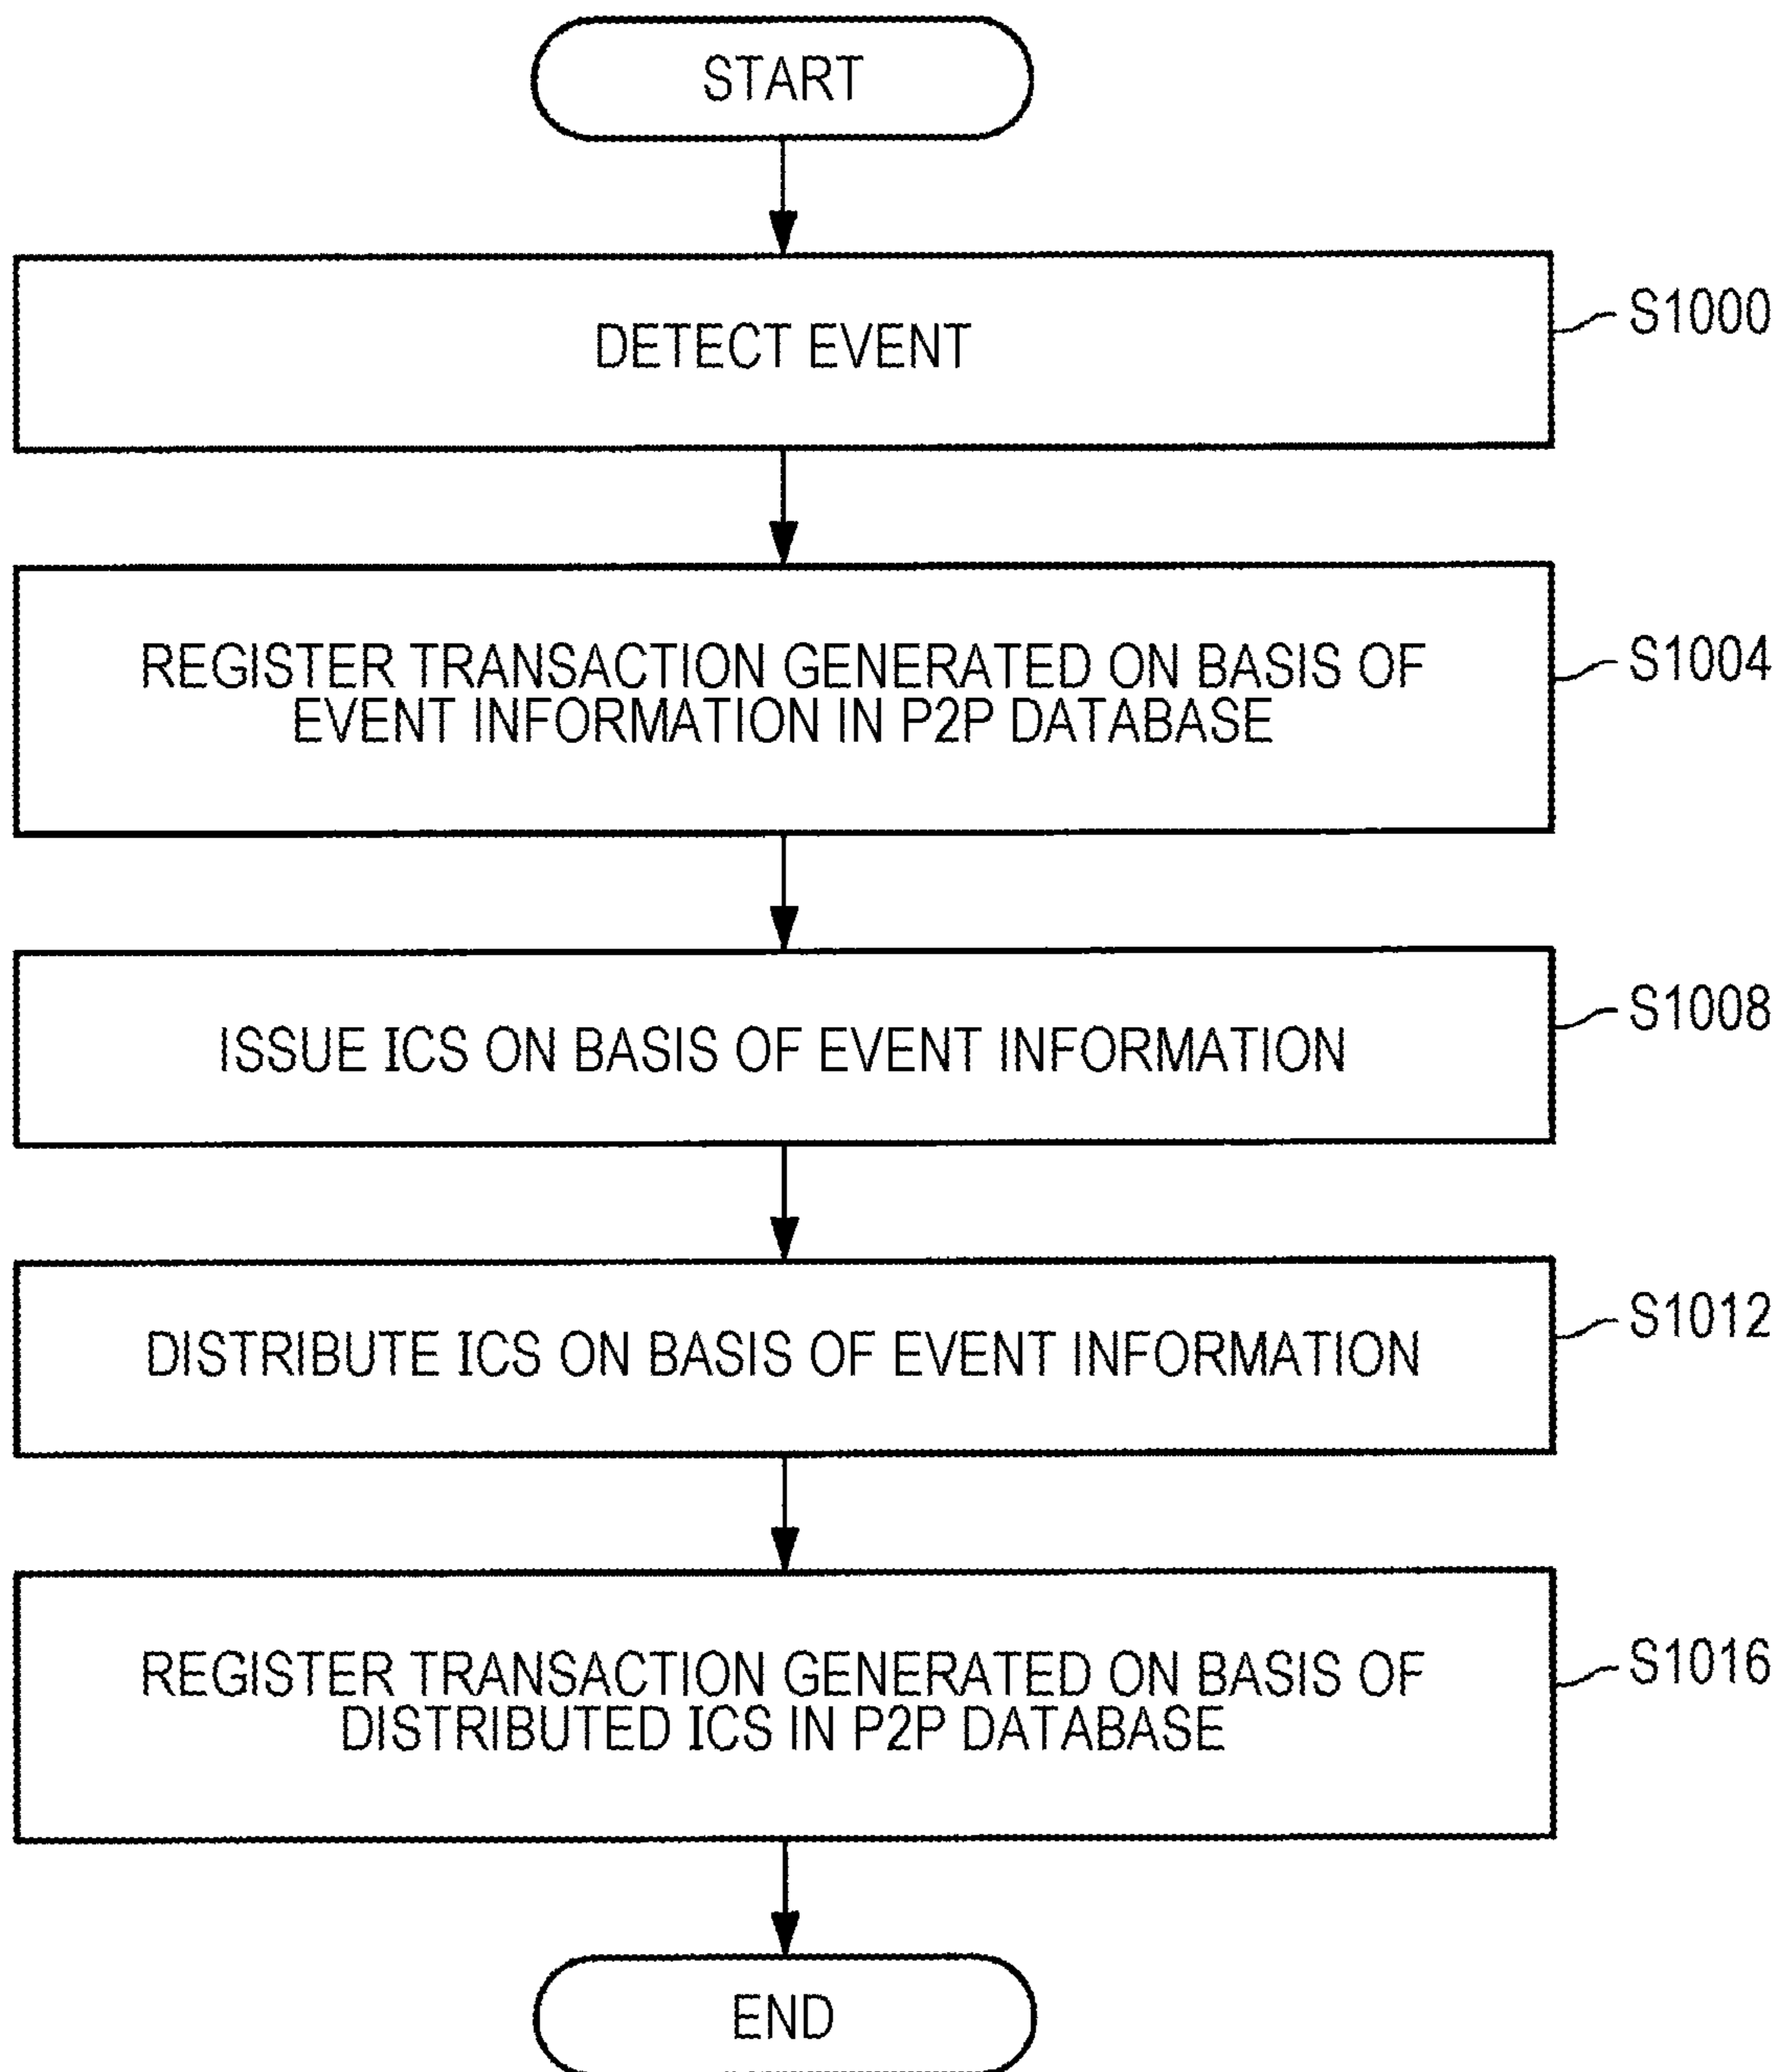 START
DETECT EVENT
S1000
REGISTER TRANSACTION GENERATED ON BASIS OF
EVENT INFORMATION IN P2P DATABASE
S1004
ISSUE ICS ON BASIS OF EVENT INFORMATION
S1008
DISTRIBUTE ICS ON BASIS OF EVENT INFORMATION
S1012
REGISTER TRANSACTION GENERATED ON BASIS OF
DISTRIBUTED ICS IN P2P DATABASE
S1016
END